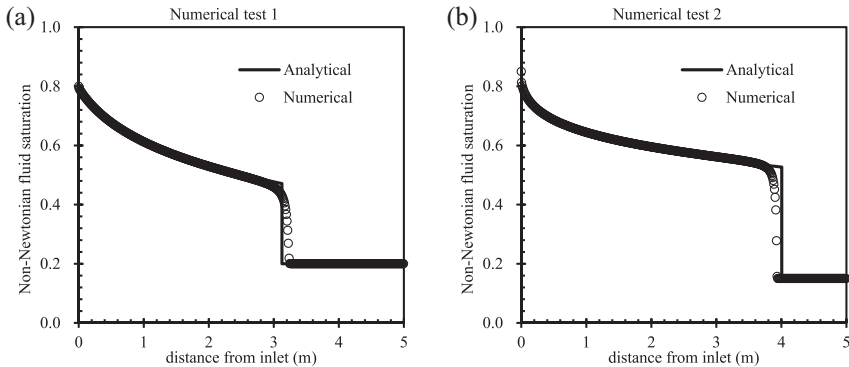 (a)
Numerical test 1
Non-Newtonian fluid saturation
1.0
0.8
0.6
0.4
0.2
0.0
Analytical
Numerical
0 1 2 3 4 5
distance from inlet (m)
(b)
Numerical test 2
Non-Newtonian fluid saturation
1.0
0.8
0.6
0.4
0.2
0.0
Analytical
Numerical
0 1 2 3 4 5
distance from inlet (m)